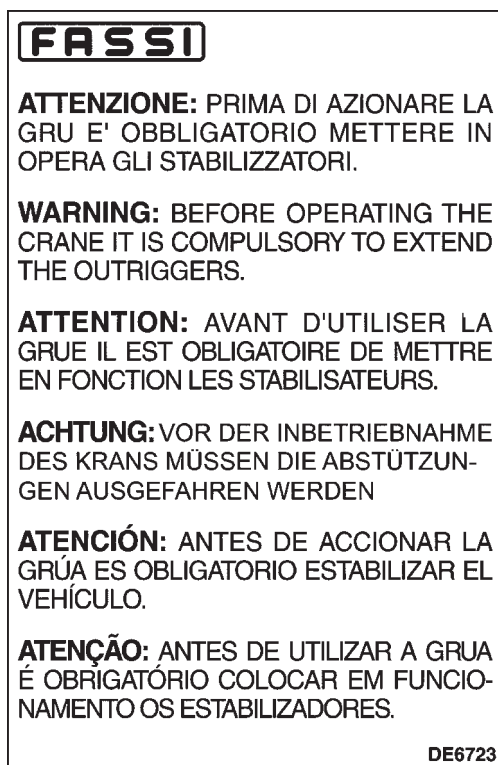 FASSI
ATTENZIONE: PRIMA DI AZIONARE LA
GRU E' OBBLIGATORIO METTERE IN
OPERA GLI STABILIZZATORI.
WARNING: BEFORE OPERATING THE
CRANE IT IS COMPULSORY TO EXTEND
THE OUTRIGGERS.
ATTENTION: AVANT D'UTILISER LA
GRUE IL EST OBLIGATOIRE DE METTRE
EN FONCTION LES STABILISATEURS.
ACHTUNG: VOR DER INBETRIEBNAHME
DES KRANS MÜSSEN DIE ABSTÜTZUN-
GEN AUSGEFAHREN WERDEN
ATENCIÓN: ANTES DE ACCIONAR LA
GRÚA ES OBLIGATORIO ESTABILIZAR EL
VEHÍCULO.
ATENÇÃO: ANTES DE UTILIZAR A GRUA
É OBRIGATÓRIO COLOCAR EM FUNCIO-
NAMENTO OS ESTABILIZADORES.
DE6723